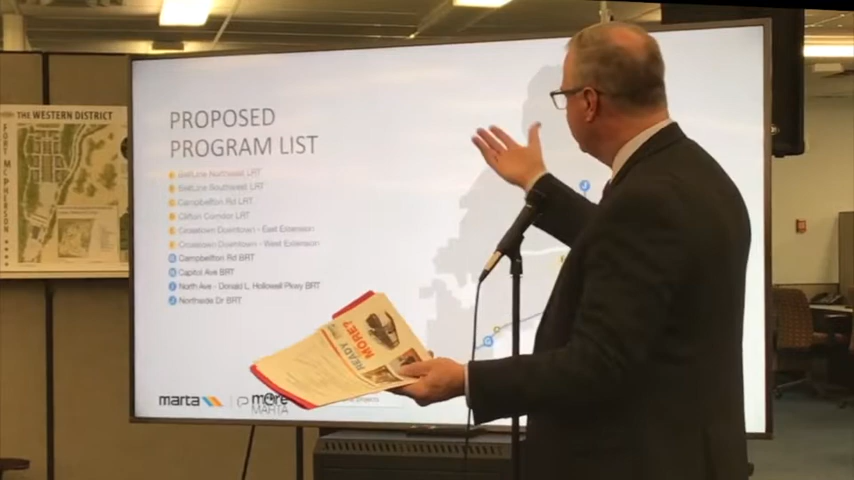 THE WESTERN DISTRICT
FORT McPHERSON
PROPOSED
PROGRAM LIST
BeltLine Northeast LRT
BeltLine Southwest LRT
Campbellton Rd LRT
Clifton Corridor LRT
Crosstown Downtown - East Extension
Crosstown Downtown - West Extension
Campbellton Rd BRT
Capitol Ave BRT
North Ave - Donald L. Hollowell Pkwy BRT
Northside Dr BRT
J
G
READY
MORE?
marta
more
MARTA